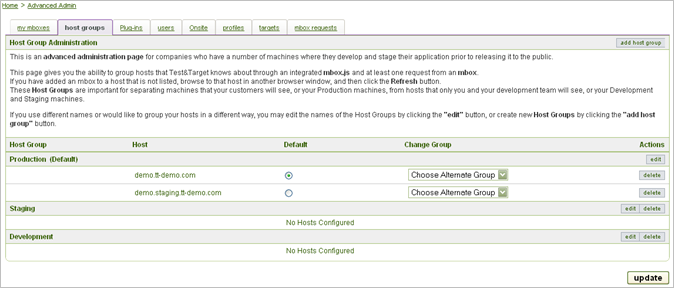 Home > Advanced Admin
my mboxes host groups Plug-ins users Onsite profiles targets mbox requests
Host Group Administration add host group
This is an advanced administration page for companies who have a number of machines where they develop and stage their application prior to releasing it to the public.
This page gives you the ability to group hosts that Test&Target knows about through an integrated mbox.js and at least one request from an mbox.
If you have added an mbox to a host that is not listed, browse to that host in another browser window, and then click the Refresh button.
These Host Groups are important for separating machines that your customers will see, or your Production machines, from hosts that only you and your development team will see, or your Development
and Staging machines.
If you use different names or would like to group your hosts in a different way, you may edit the names of the Host Groups by clicking the "edit" button, or create new Host Groups by clicking the "add host
group" button.
Host Group Host Default Change Group Actions
Production (Default) edit
demo.tt-demo.com Choose Alternate Group delete
demo.staging.tt-demo.com Choose Alternate Group delete
Staging edit delete
No Hosts Configured
Development edit delete
No Hosts Configured
update